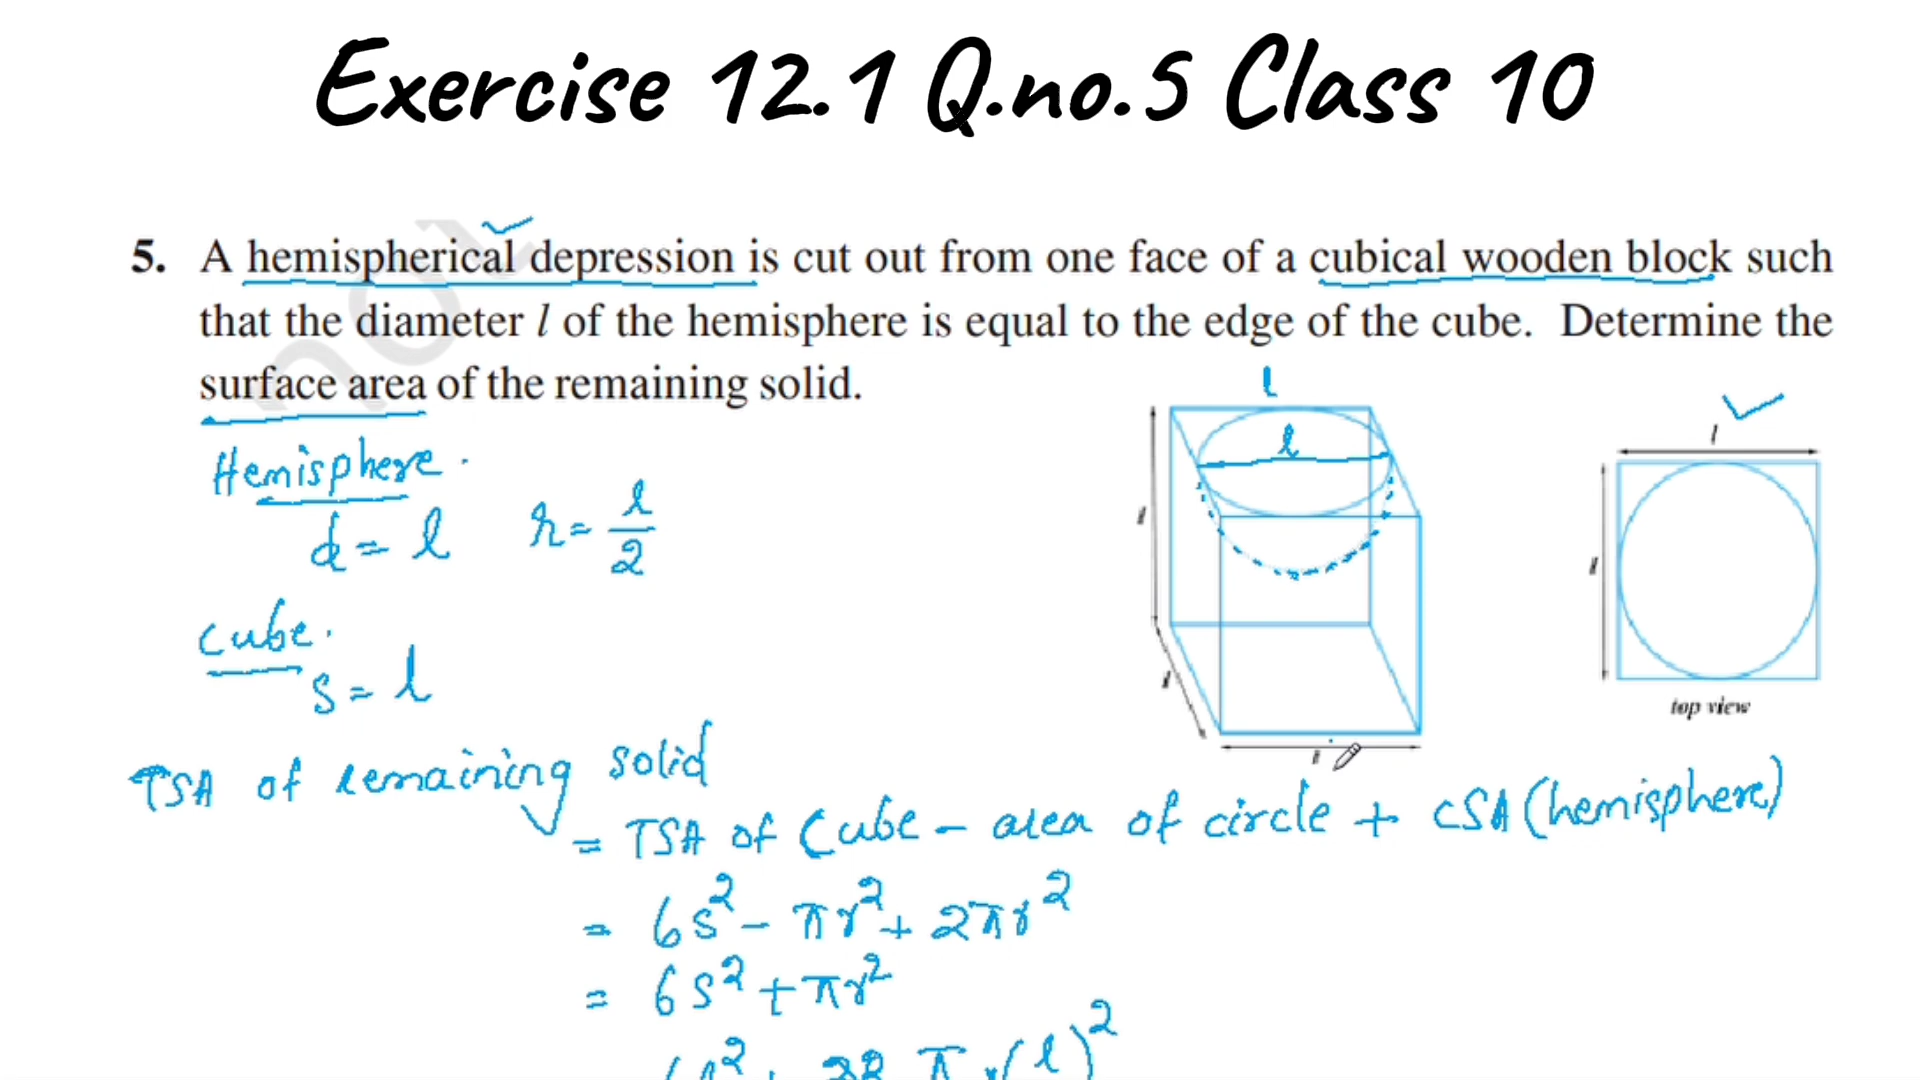 Exercise 12.1 Q.no.5 Class 10
5. A hemispherical depression is cut out from one face of a cubical wooden block such
that the diameter l of the hemisphere is equal to the edge of the cube. Determine the
surface area of the remaining solid.
l
l
l
l
l
l
l
top view
Hemisphere.
d = l r = l/2
Cube.
s = l
TSA of remaining solid
= TSA of Cube - area of circle + CSA (hemisphere)
= 6s² - πr² + 2πr²
= 6s² + πr²